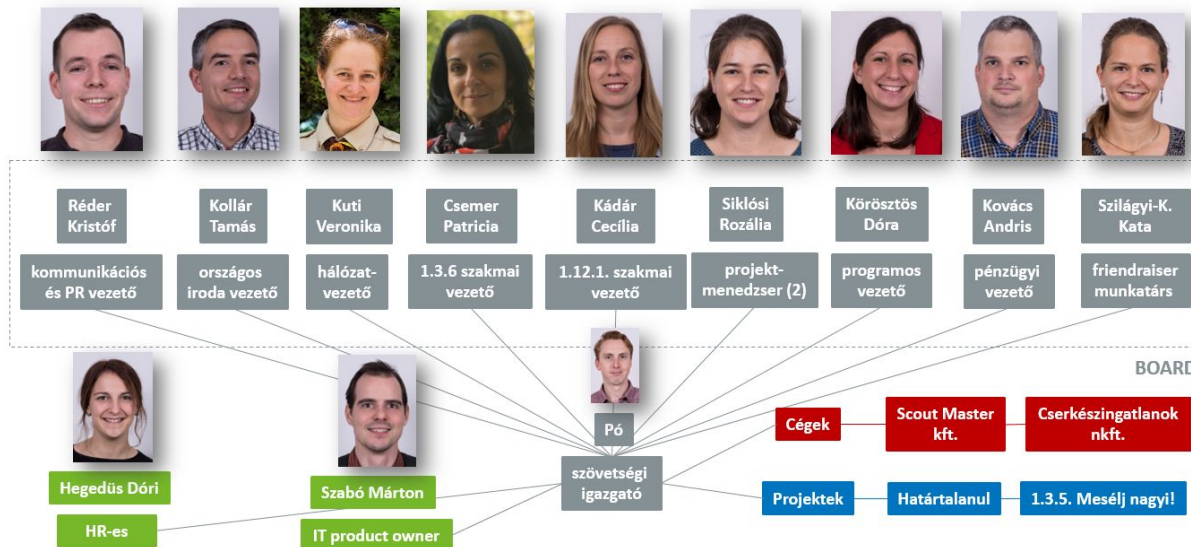 Réder
Kristóf
Kollár
Tamás
Kuti
Veronika
Csemer
Patricia
Kádár
Cecília
Siklósi
Rozália
Körösztös
Dóra
Kovács
Andris
Szilágyi-K.
Kata
kommunikációs
és PR vezető
országos
iroda vezető
hálózat-
vezető
1.3.6 szakmai
vezető
1.12.1. szakmai
vezető
projekt-
menedzser (2)
programos
vezető
pénzügyi
vezető
friendraiser
munkatárs
BOARD
Pó
szövetségi
igazgató
Cégek
Scout Master
kft.
Cserkészingatlanok
nkft.
Hegedüs Dóri
HR-es
Szabó Márton
IT product owner
Projektek
Határtalanul
1.3.5. Mesélj nagyi!